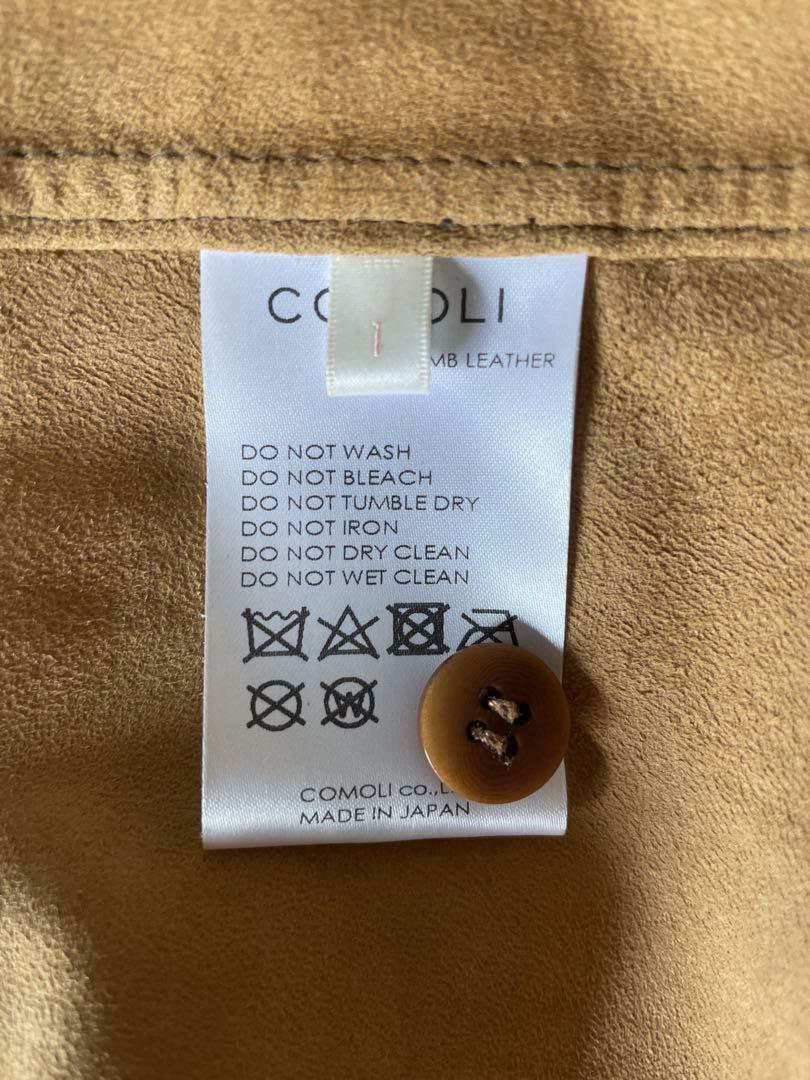 COMOLI
1
LEATHER
DO NOT WASH
DO NOT BLEACH
DO NOT TUMBLE DRY
DO NOT IRON
DO NOT DRY CLEAN
DO NOT WET CLEAN
W
COMOLI co.,L
MADE IN JAPAN